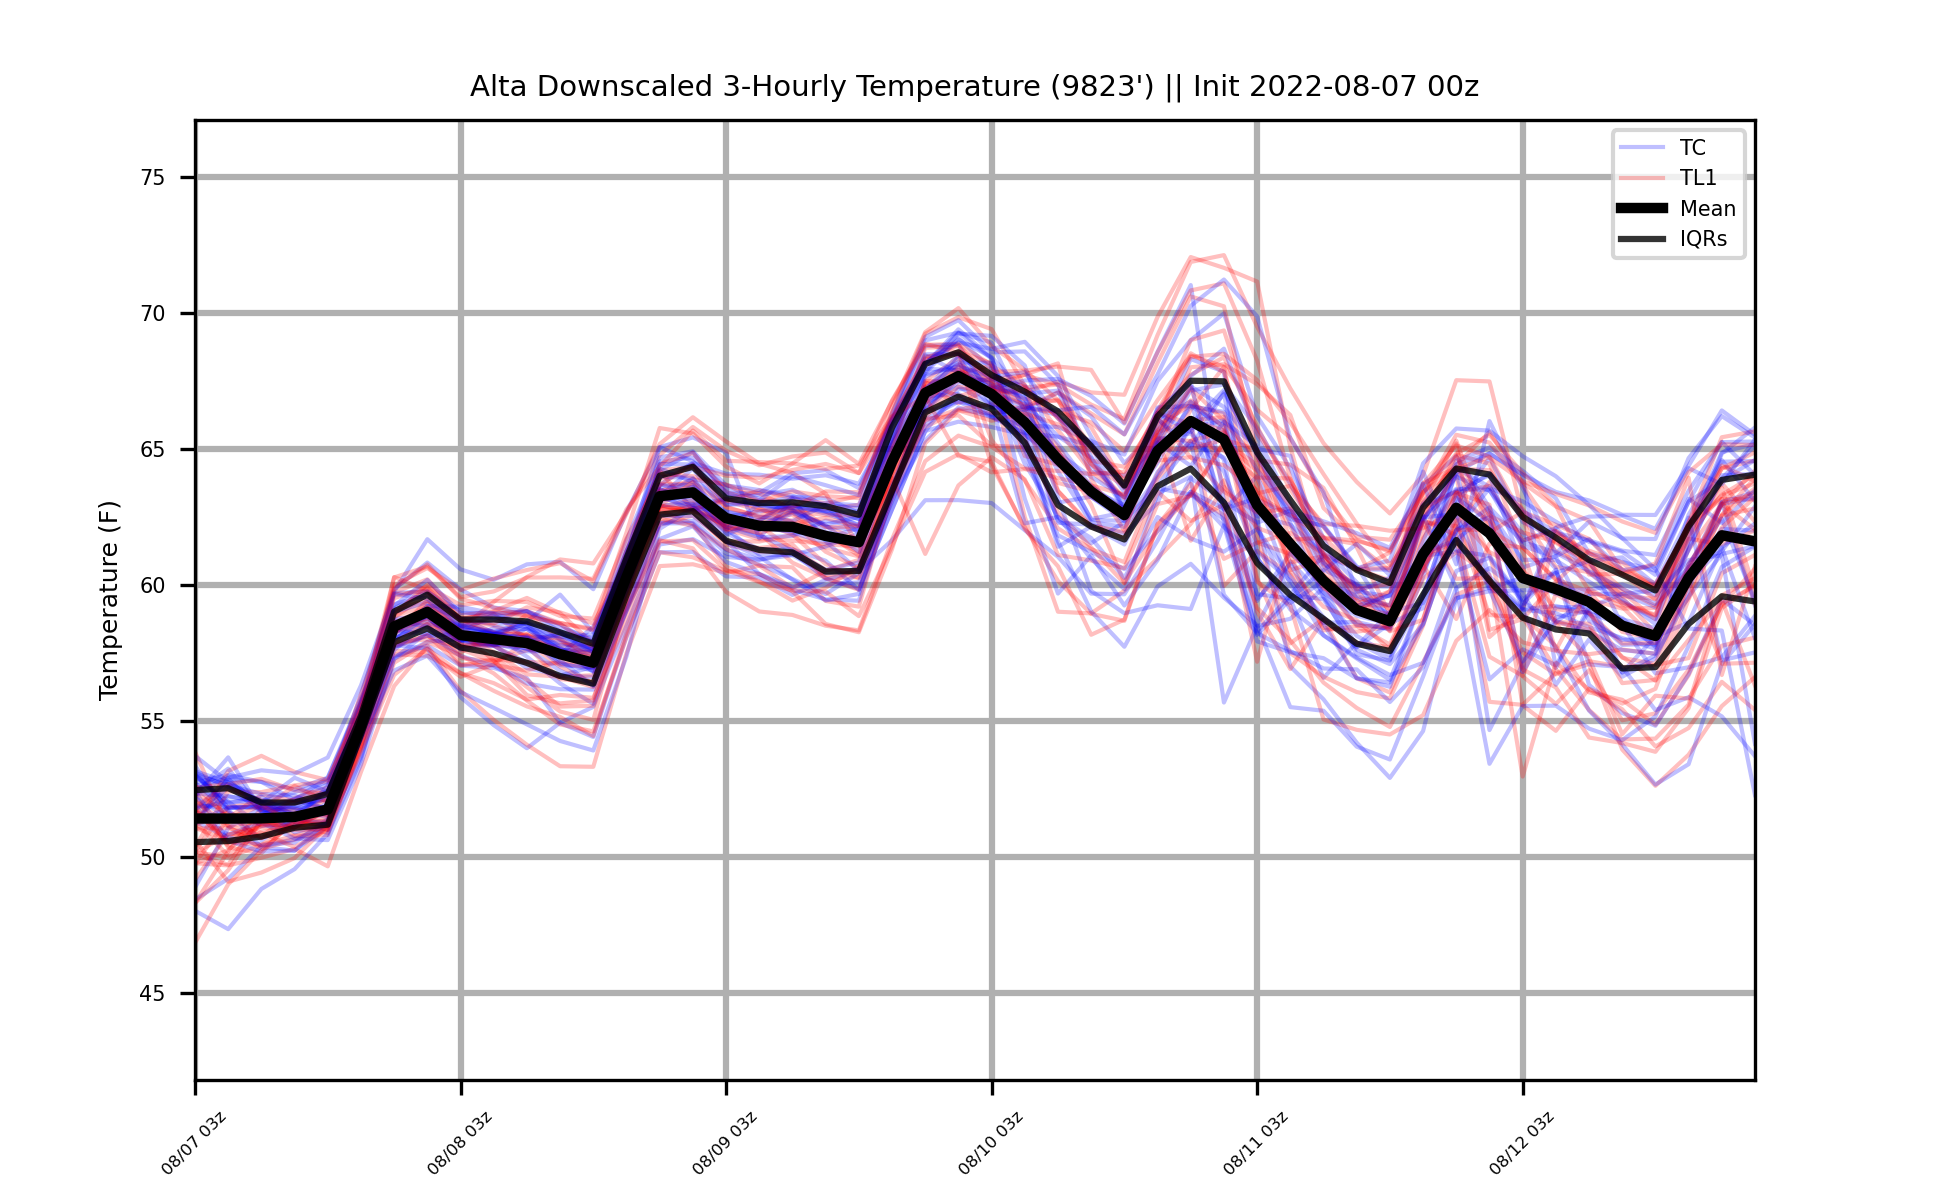 Alta Downscaled 3-Hourly Temperature (9823') || Init 2022-08-07 00z
TC
TL1
Mean
IQRs
Temperature (F)
75
70
65
60
55
50
45
08/07 03z
08/08 03z
08/09 03z
08/10 03z
08/11 03z
08/12 03z